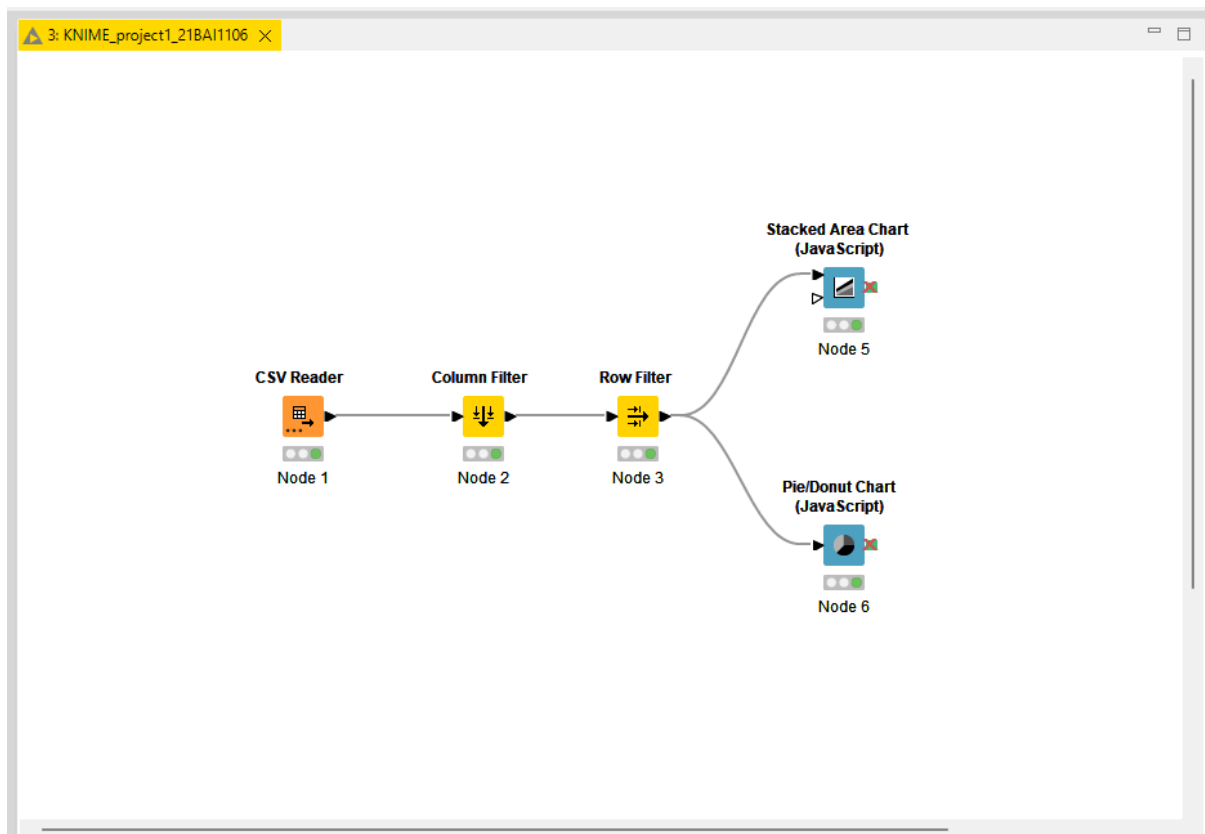 3: KNIME_project1_21BAI1106
Stacked Area Chart
(JavaScript)
Node 5
CSV Reader
Column Filter
Row Filter
Node 1
Node 2
Node 3
Pie/Donut Chart
(JavaScript)
Node 6